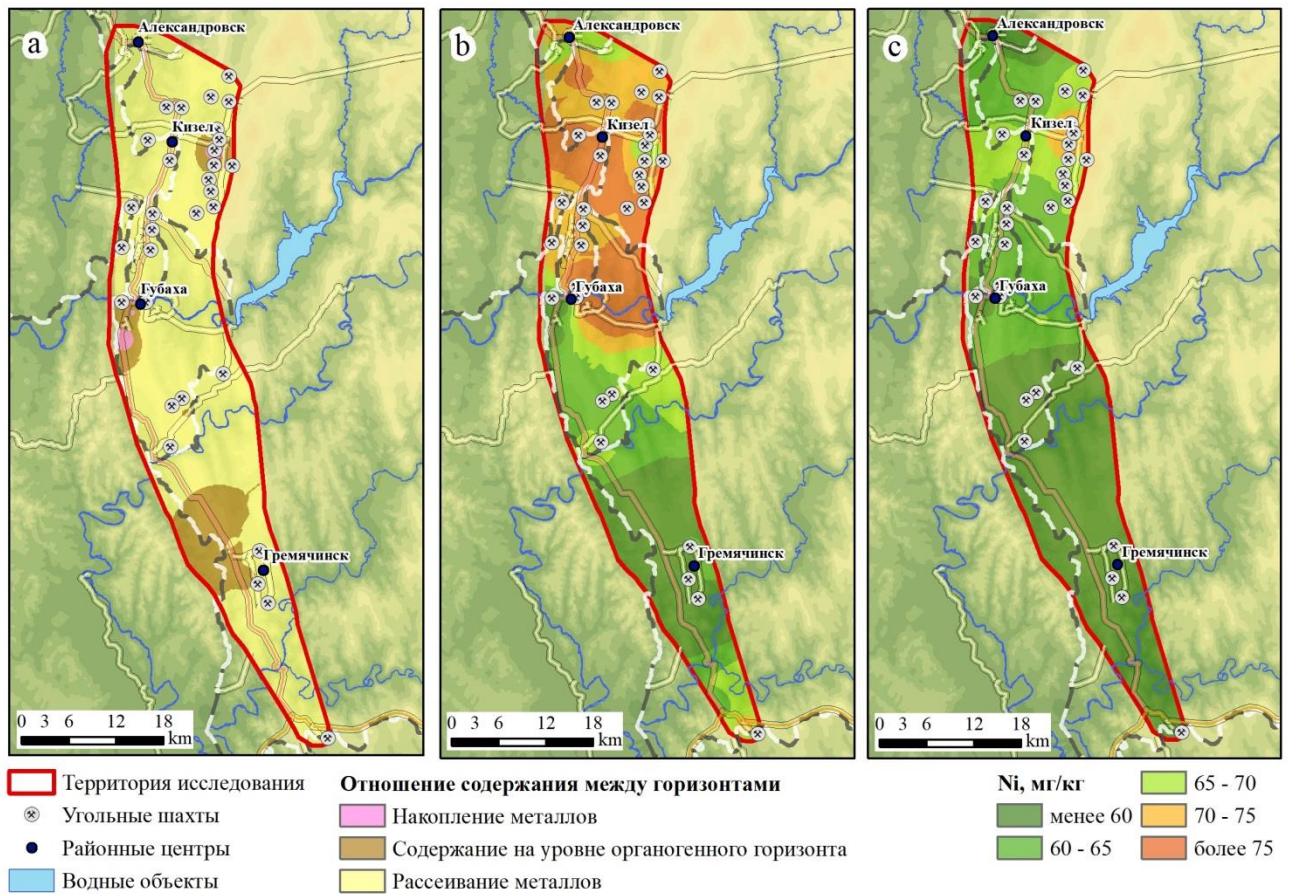 a
Александровск
Кизел
Губаха
Гремячинск
0 3 6 12 18
km
b
Александровск
Кизел
Губаха
Гремячинск
0 3 6 12 18
km
c
Александровск
Кизел
Губаха
Гремячинск
0 3 6 12 18
km
Территория исследования
Угольные шахты
Районные центры
Водные объекты
Отношение содержания между горизонтами
Накопление металлов
Содержание на уровне органогенного горизонта
Рассеивание металлов
Ni, мг/кг
менее 60
60 - 65
65 - 70
70 - 75
более 75